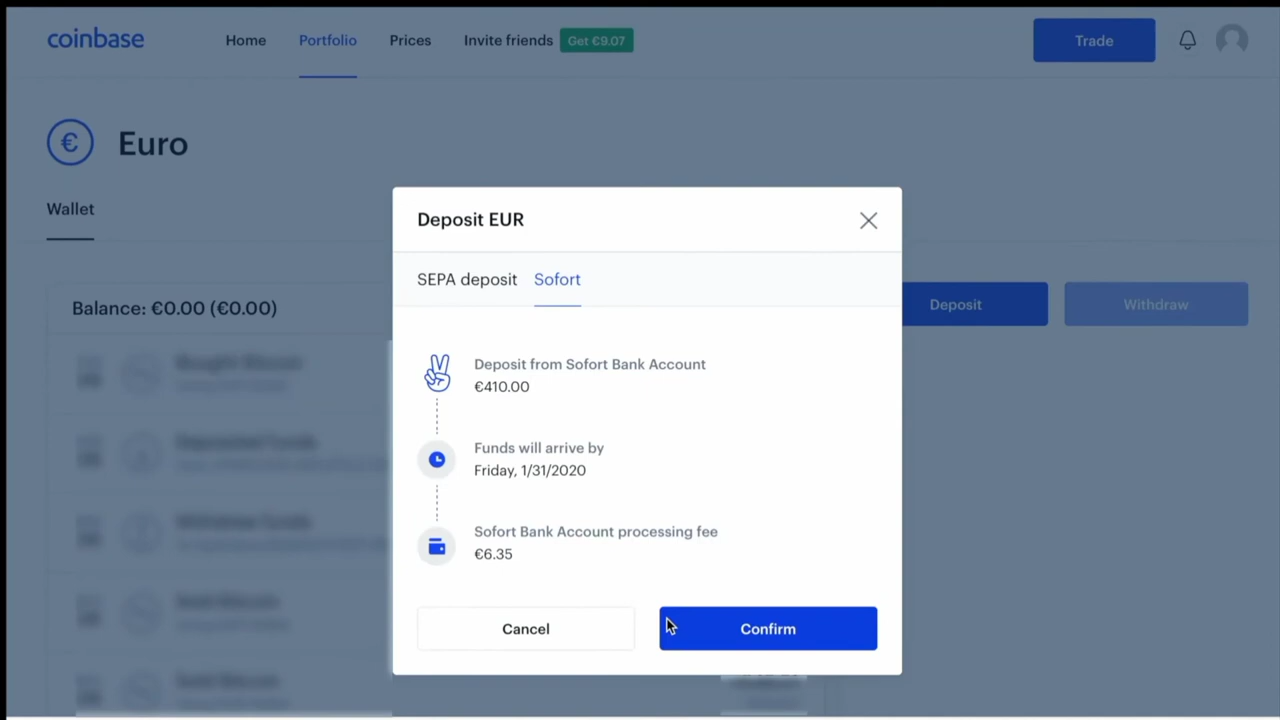 coinbase
Home
Portfolio
Prices
Invite friends
Get €9.07
Trade
€
Euro
Wallet
Balance: €0.00 (€0.00)
Deposit
Withdraw
Deposit EUR
SEPA deposit
Sofort
Deposit from Sofort Bank Account
€410.00
Funds will arrive by
Friday, 1/31/2020
Sofort Bank Account processing fee
€6.35
Cancel
Confirm